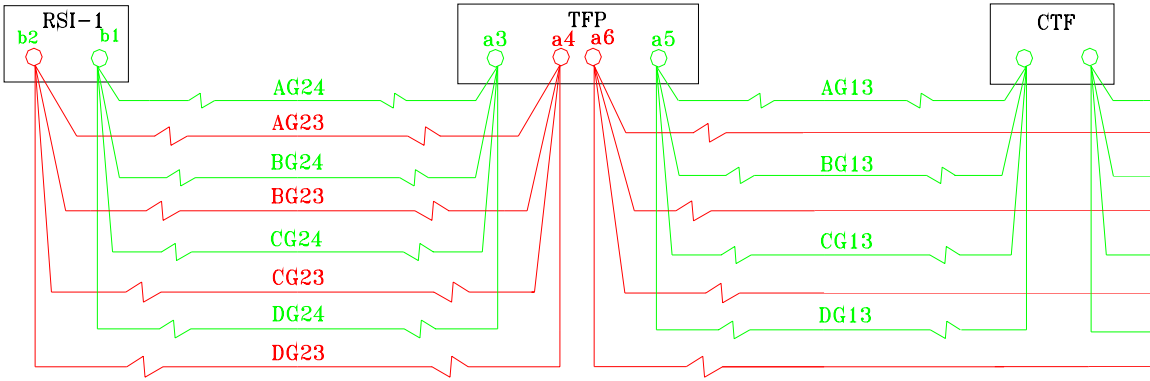 RSI-1 TFP CTF
b2 b1 a3 a4 a6 a5
AG24 AG13
AG23
BG24 BG13
BG23
CG24 CG13
CG23
DG24 DG13
DG23